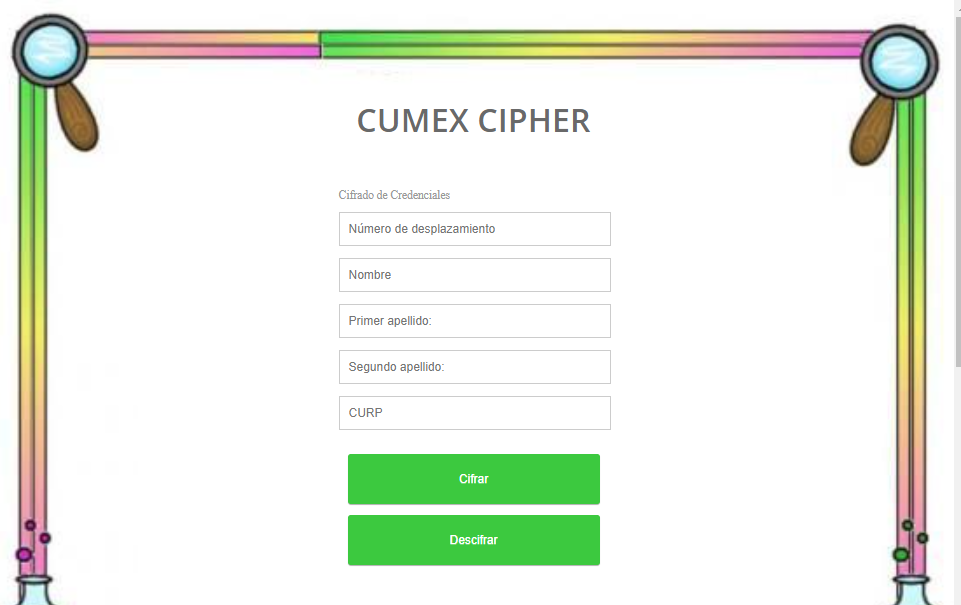 CUMEX CIPHER
Cifrado de Credenciales
Número de desplazamiento
Nombre
Primer apellido:
Segundo apellido:
CURP
Cifrar
Descifrar